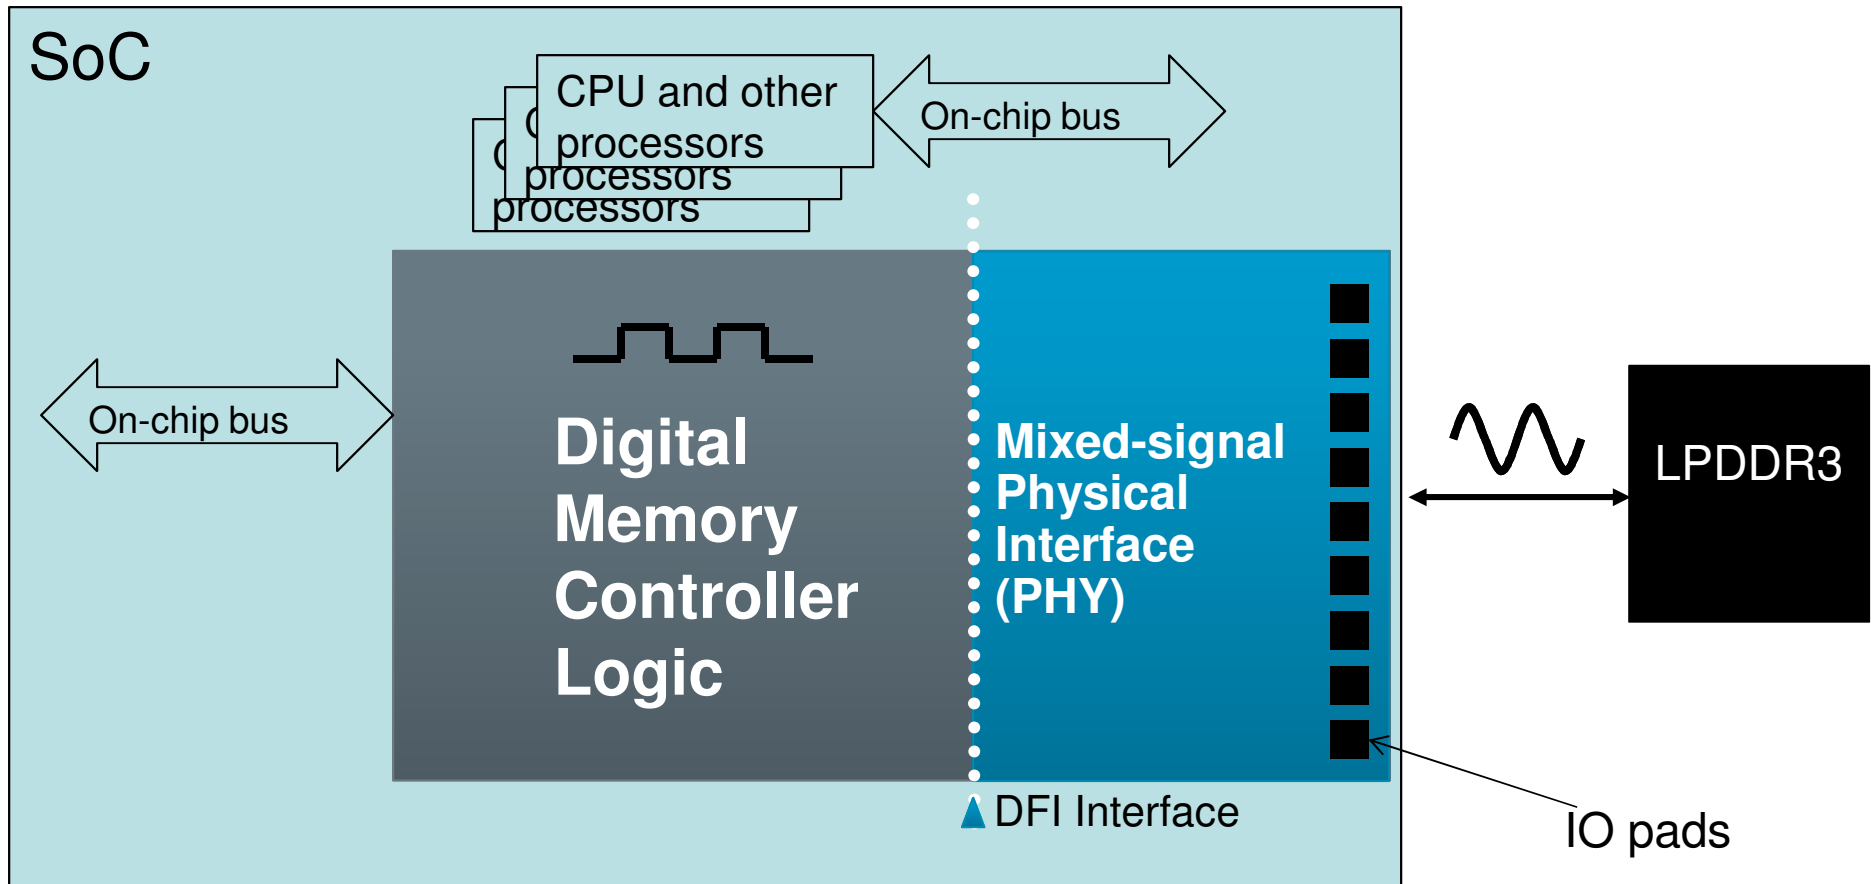 SoC
CPU and other
processors
processors
processors
On-chip bus
On-chip bus
Digital
Memory
Controller
Logic
Mixed-signal
Physical
Interface
(PHY)
LPDDR3
DFI Interface
IO pads